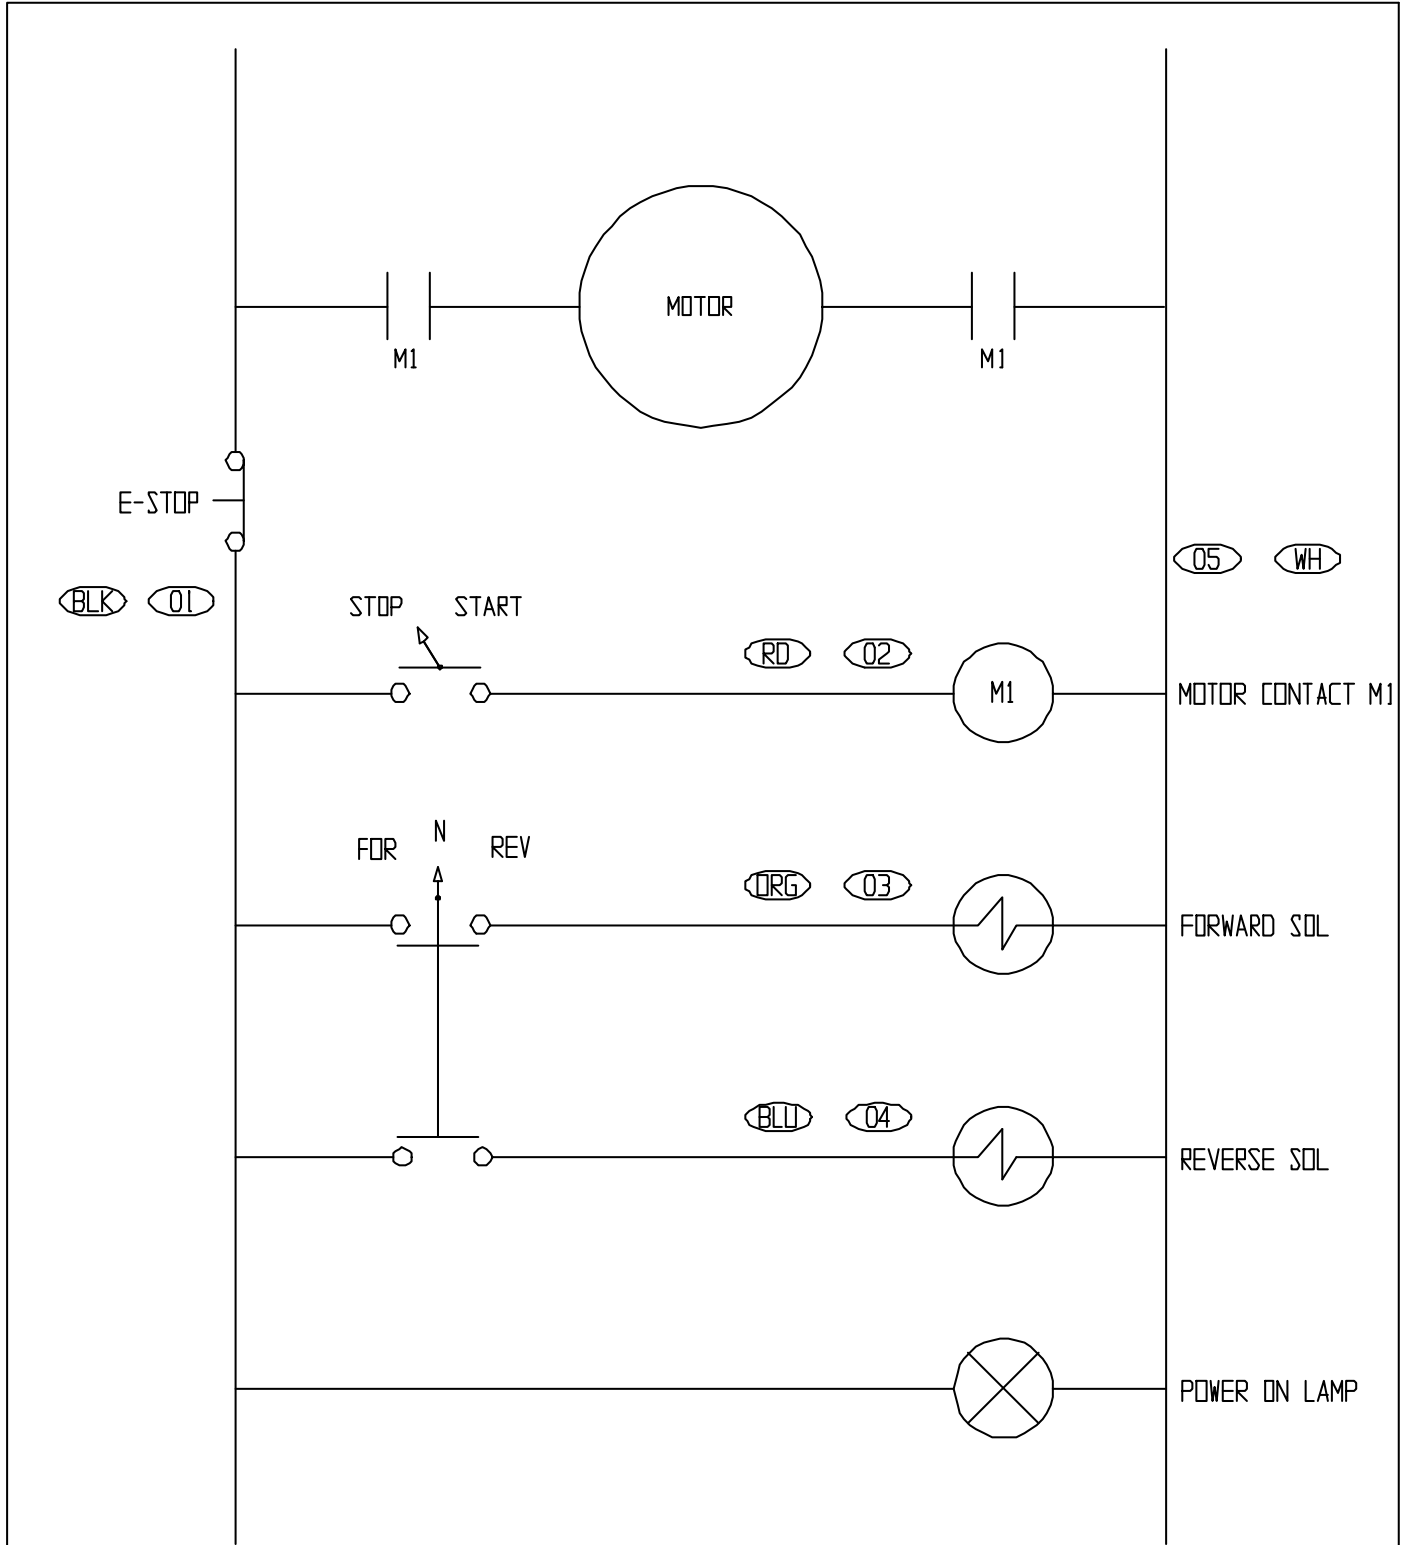 MOTOR
M1
M1
E-STOP
05 WH
BLK 01
STOP START
RD 02
M1
MOTOR CONTACT M1
N
FOR REV
ORG 03
FORWARD SOL
BLU 04
REVERSE SOL
POWER ON LAMP